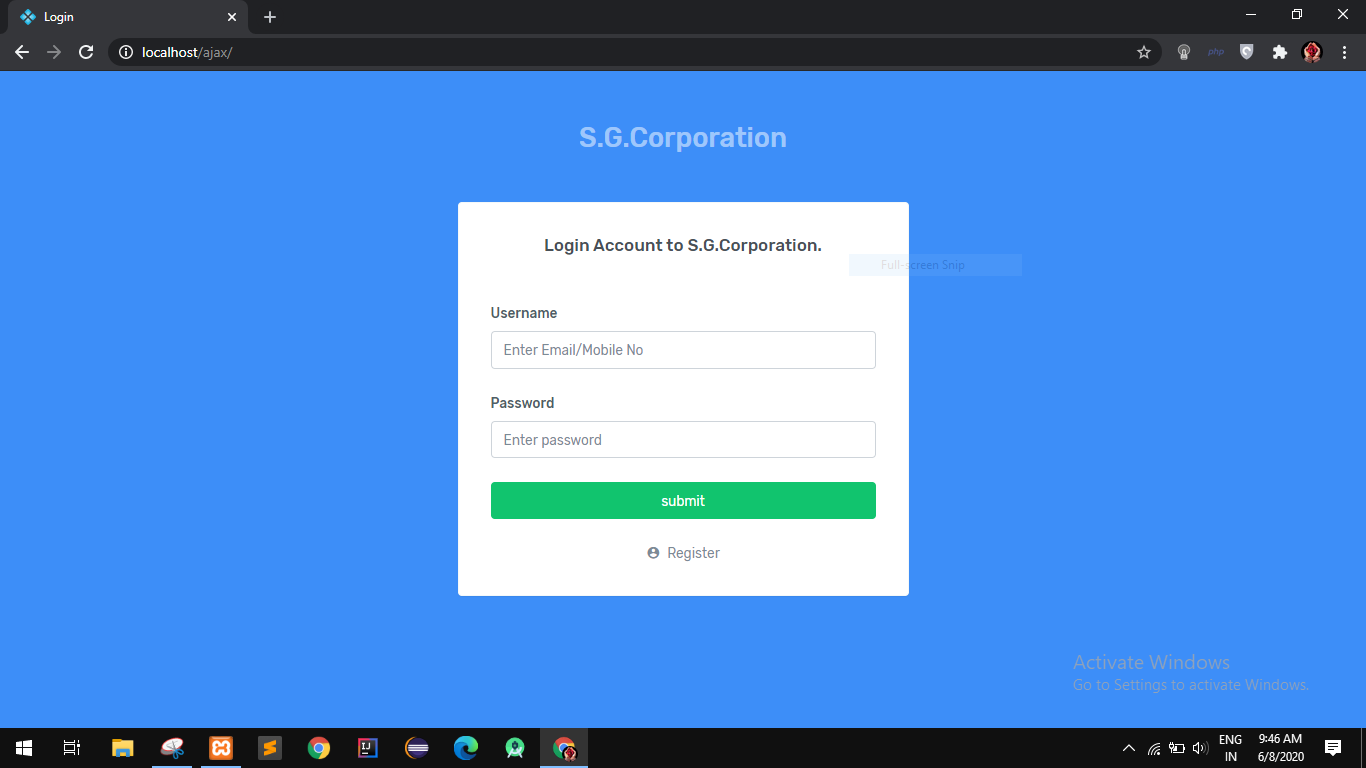 Login
localhost/ajax/
php
S.G.Corporation
Login Account to S.G.Corporation.
Full-screen Snip
Username
Enter Email/Mobile No
Password
Enter password
submit
Register
Activate Windows
Go to Settings to activate Windows.
IJ
ENG
IN
9:46 AM
6/8/2020